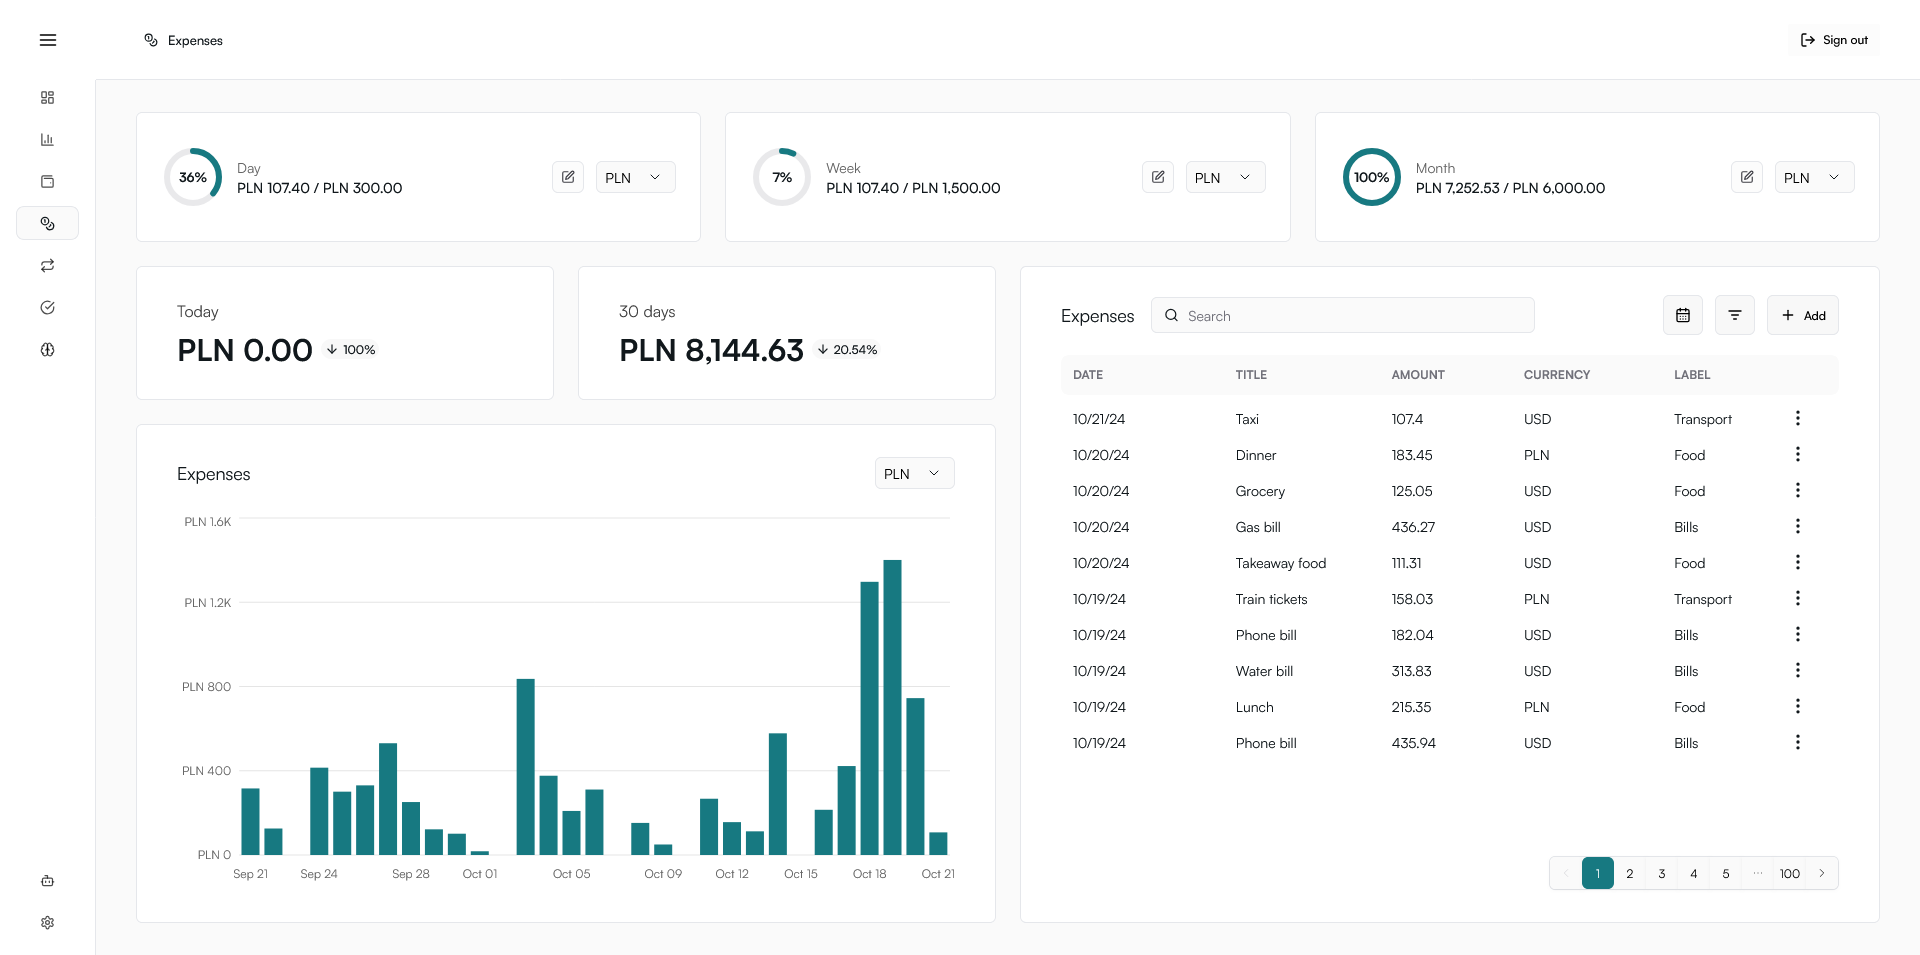 Expenses
Sign out
36%
Day
PLN 107.40 / PLN 300.00
PLN
7%
Week
PLN 107.40 / PLN 1,500.00
PLN
100%
Month
PLN 7,252.53 / PLN 6,000.00
PLN
Today
PLN 0.00 100%
30 days
PLN 8,144.63 20.54%
Expenses
PLN
PLN 1.6K
PLN 1.2K
PLN 800
PLN 400
PLN 0
Sep 21 Sep 24 Sep 28 Oct 01 Oct 05 Oct 09 Oct 12 Oct 15 Oct 18 Oct 21
Expenses
Search
Add
DATE TITLE AMOUNT CURRENCY LABEL
10/21/24 Taxi 107.4 USD Transport
10/20/24 Dinner 183.45 PLN Food
10/20/24 Grocery 125.05 USD Food
10/20/24 Gas bill 436.27 USD Bills
10/20/24 Takeaway food 111.31 USD Food
10/19/24 Train tickets 158.03 PLN Transport
10/19/24 Phone bill 182.04 USD Bills
10/19/24 Water bill 313.83 USD Bills
10/19/24 Lunch 215.35 PLN Food
10/19/24 Phone bill 435.94 USD Bills
1 2 3 4 5 ··· 100